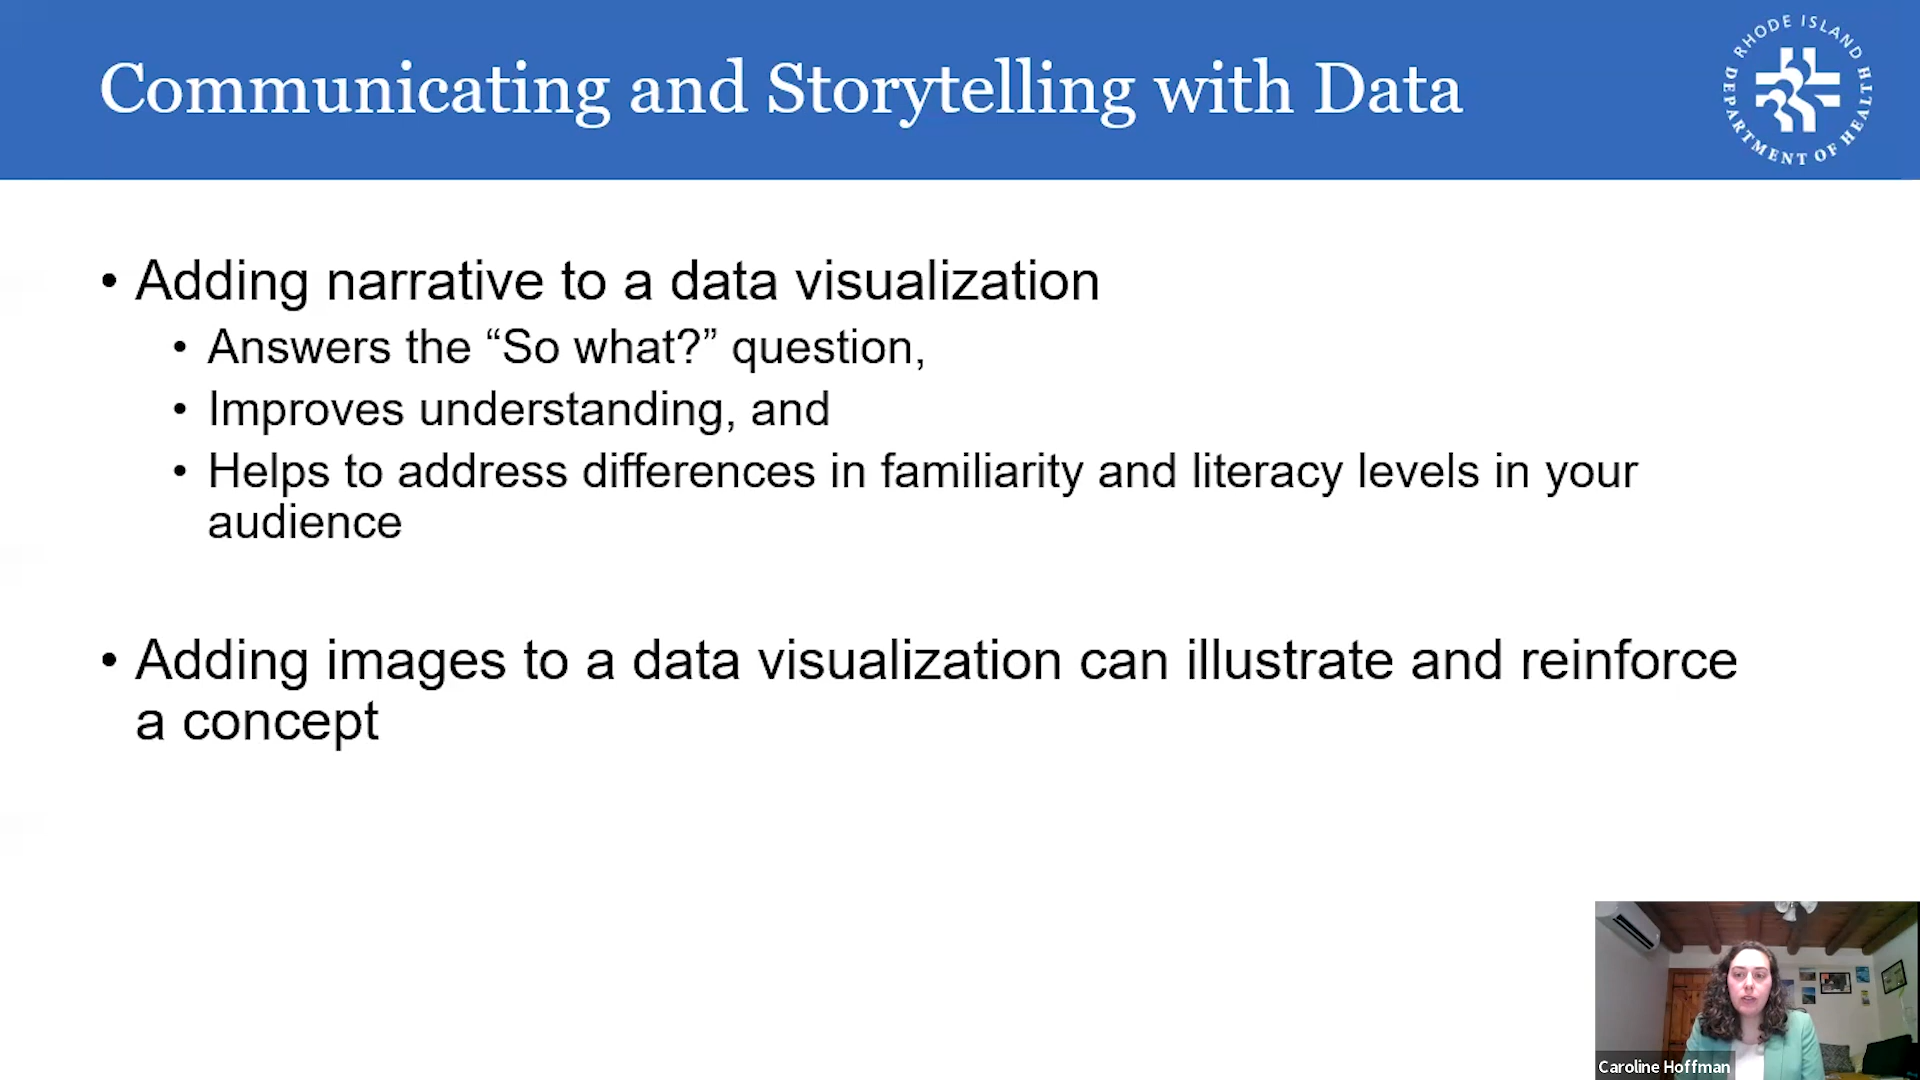 Communicating and Storytelling with Data
RHODE ISLAND
DEPARTMENT OF HEALTH
• Adding narrative to a data visualization
• Answers the “So what?” question,
• Improves understanding, and
• Helps to address differences in familiarity and literacy levels in your
audience
• Adding images to a data visualization can illustrate and reinforce
a concept
Caroline Hoffman